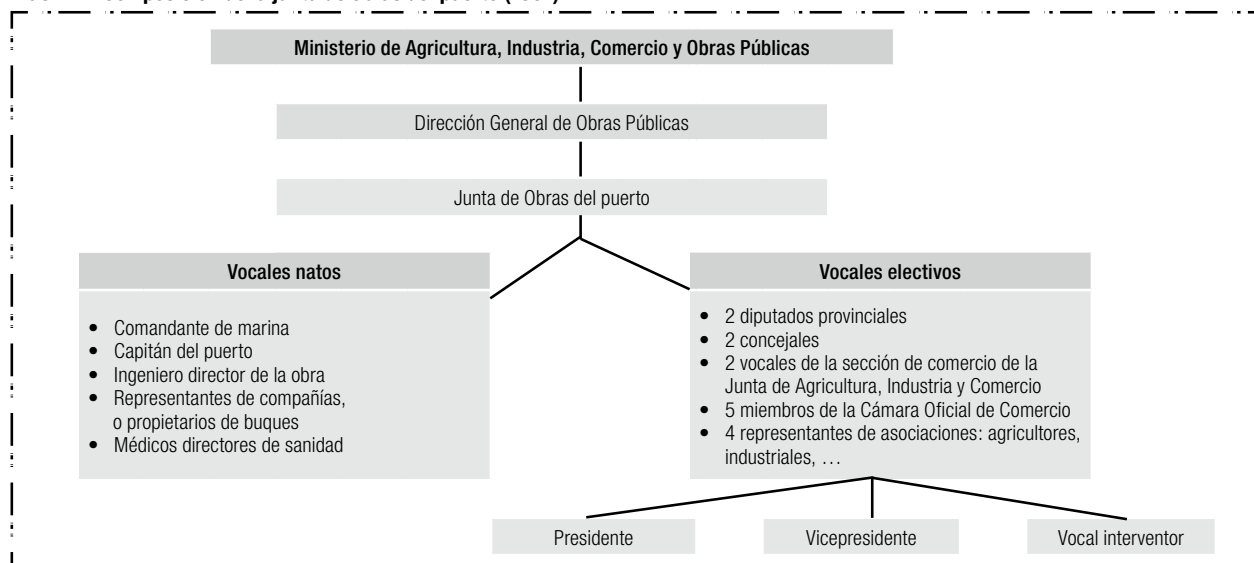 Ministerio de Agricultura, Industria, Comercio y Obras Públicas
Dirección General de Obras Públicas
Junta de Obras del puerto
Vocales natos
• Comandante de marina
• Capitán del puerto
• Ingeniero director de la obra
• Representantes de compañías,
o propietarios de buques
• Médicos directores de sanidad
Vocales electivos
• 2 diputados provinciales
• 2 concejales
• 2 vocales de la sección de comercio de la
Junta de Agricultura, Industria y Comercio
• 5 miembros de la Cámara Oficial de Comercio
• 4 representantes de asociaciones: agricultores,
industriales, …
Presidente
Vicepresidente
Vocal interventor